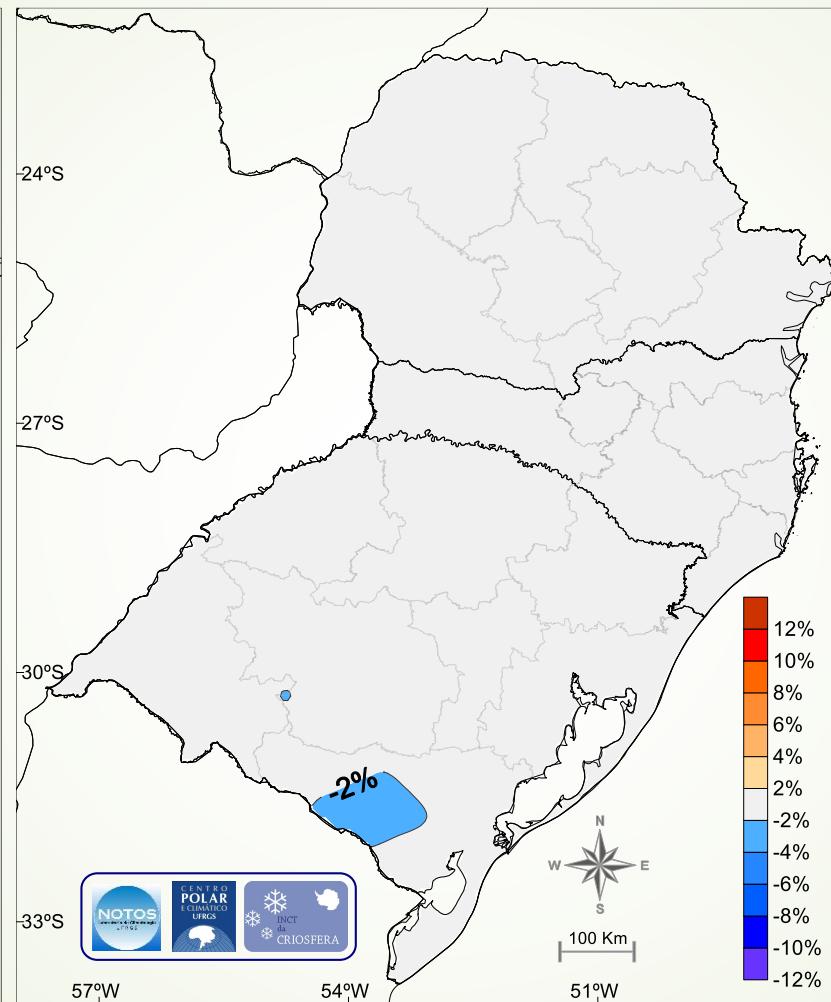 24ºS
27ºS
30ºS
33ºS
57ºW
54ºW
51ºW
-2%
12%
10%
8%
6%
4%
2%
-2%
-4%
-6%
-8%
-10%
-12%
N
W
E
S
100 Km
NOTOS
UFRGS
CENTRO
POLAR
E CLIMÁTICO
UFRGS
INCT
da
CRIOSFERA